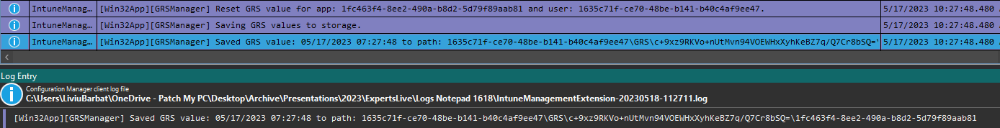 IntuneManag... [Win32App][GRSManager] Reset GRS value for app: 1fc463f4-8ee2-490a-b8d2-5d79f89aab81 and user: 1635c71f-ce70-48be-b141-b40c4af9ee47. 5/17/2023 10:27:48.480
IntuneManag... [Win32App][GRSManager] Saving GRS values to storage. 5/17/2023 10:27:48.480
IntuneManag... [Win32App][GRSManager] Saved GRS value: 05/17/2023 07:27:48 to path: 1635c71f-ce70-48be-b141-b40c4af9ee47\GRS\c+9xz9RKVo+nUtMvn94VOEWHxXyhKeBZ7q/Q7Cr8bSQ=\ 5/17/2023 10:27:48.480
Log Entry
Configuration Manager client log file
C:\Users\LiviuBarbat\OneDrive - Patch My PC\Desktop\Archive\Presentations\2023\ExpertsLive\Logs Notepad 1618\IntuneManagementExtension-20230518-112711.log
[Win32App][GRSManager] Saved GRS value: 05/17/2023 07:27:48 to path: 1635c71f-ce70-48be-b141-b40c4af9ee47\GRS\c+9xz9RKVo+nUtMvn94VOEWHxXyhKeBZ7q/Q7Cr8bSQ=\1fc463f4-8ee2-490a-b8d2-5d79f89aab81